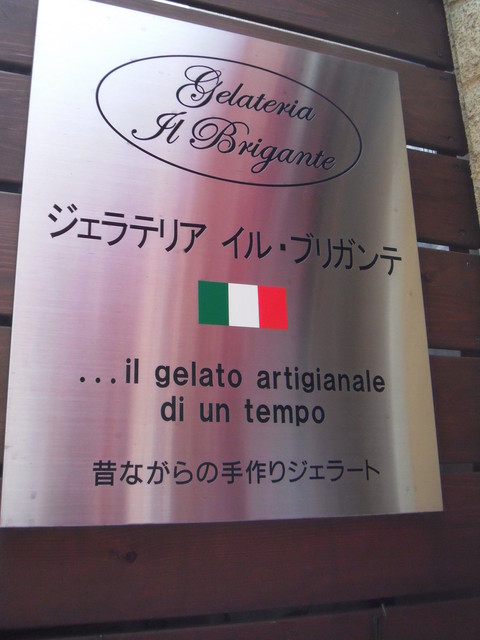 Gelateria
Il Brigante
ジェラテリア イル・ブリガンテ
...il gelato artigianale
di un tempo
昔ながらの手作りジェラート